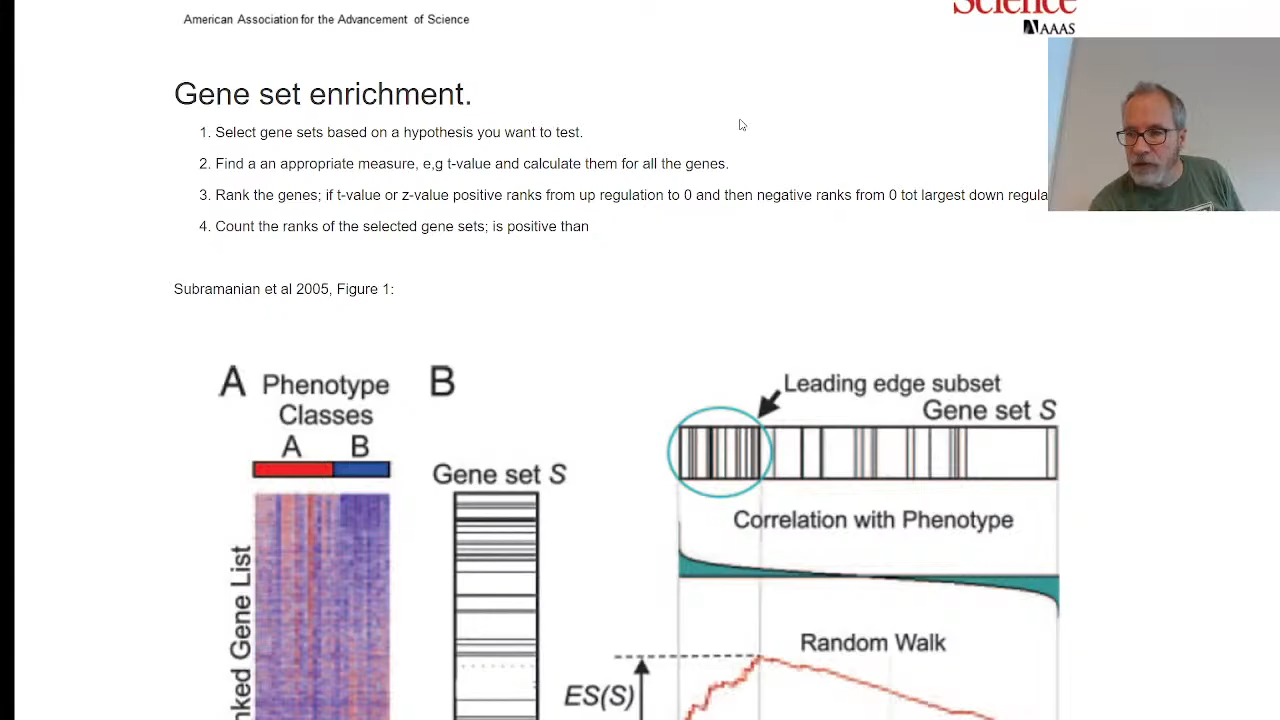 American Association for the Advancement of Science
Science
AAAS
Gene set enrichment.
1. Select gene sets based on a hypothesis you want to test.
2. Find a an appropriate measure, e,g t-value and calculate them for all the genes.
3. Rank the genes; if t-value or z-value positive ranks from up regulation to 0 and then negative ranks from 0 tot largest down regula
4. Count the ranks of the selected gene sets; is positive than
Subramanian et al 2005, Figure 1:
A Phenotype
Classes
A B
nked Gene List
B
Gene set S
Leading edge subset
Gene set S
Correlation with Phenotype
Random Walk
ES(S)